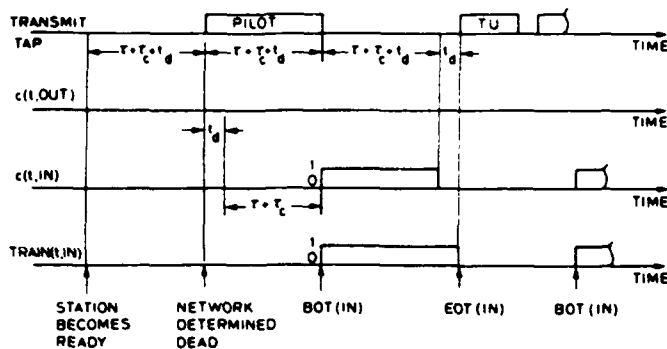 TRANSMIT
TAP
PILOT
TU
TIME
τ+τc+td
τ+τc+td
τ+τc+td
td
c(t,OUT)
TIME
td
c(t,IN)
1
0
TIME
τ+τc
TRAIN(t,IN)
1
0
TIME
STATION
BECOMES
READY
NETWORK
DETERMINED
DEAD
BOT(IN)
EOT(IN)
BOT(IN)